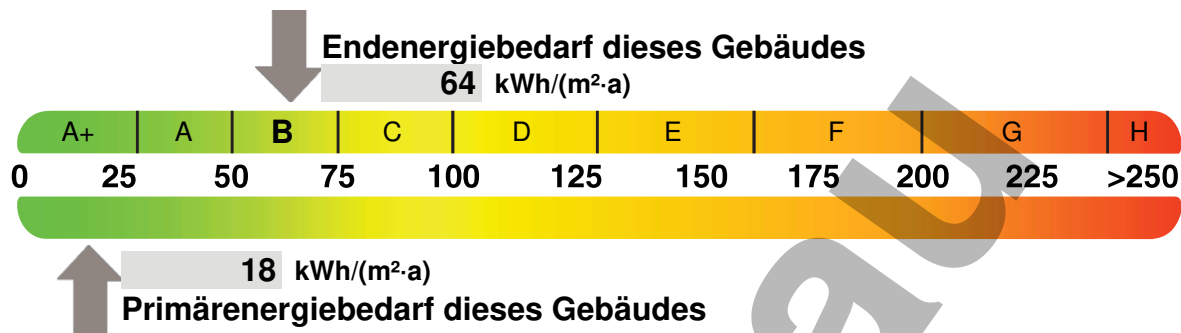 Endenergiebedarf dieses Gebäudes
64 kWh/(m²·a)
A+ A B C D E F G H
0 25 50 75 100 125 150 175 200 225 >250
18 kWh/(m²·a)
Primärenergiebedarf dieses Gebäudes
au